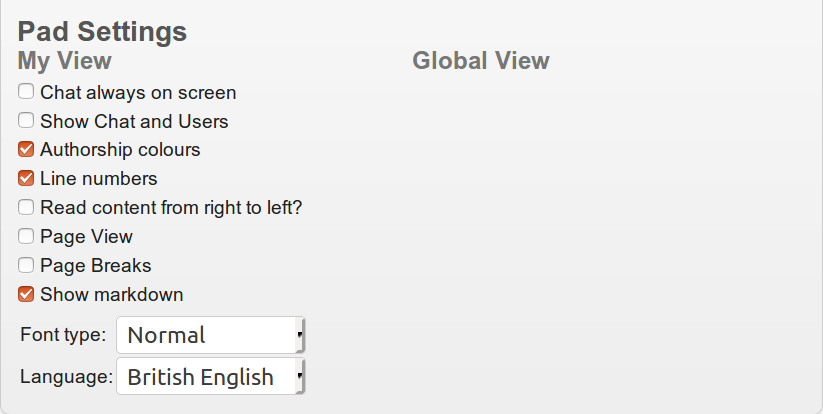 Pad Settings
My View
Global View
Chat always on screen
Show Chat and Users
Authorship colours
Line numbers
Read content from right to left?
Page View
Page Breaks
Show markdown
Font type: Normal
Language: British English